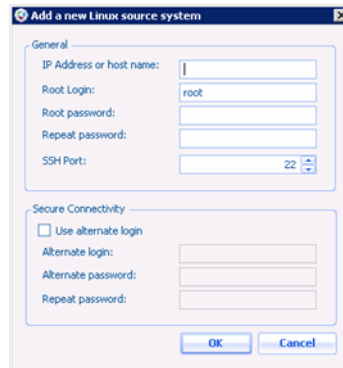 Add a new Linux source system
General
IP Address or host name:
Root Login: root
Root password:
Repeat password:
SSH Port: 22
Secure Connectivity
Use alternate login
Alternate login:
Alternate password:
Repeat password:
OK Cancel